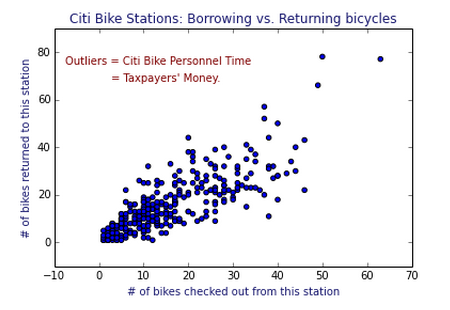 Citi Bike Stations: Borrowing vs. Returning bicycles
Outliers = Citi Bike Personnel Time
= Taxpayers' Money.
# of bikes returned to this station
80
60
40
20
0
−10
0
10
20
30
40
50
60
70
# of bikes checked out from this station